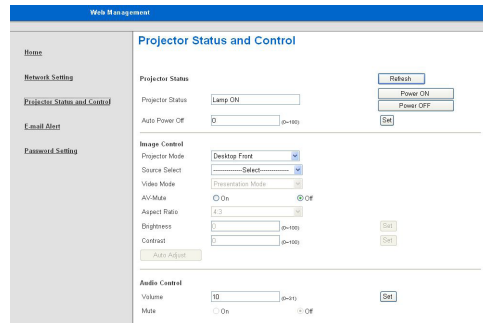 Web Management
Projector Status and Control
Home
Network Setting
Projector Status and Control
E-mail Alert
Password Setting
Projector Status
Refresh
Power ON
Projector Status Lamp ON
Power OFF
Auto Power Off 0 (0~100) Set
Image Control
Projector Mode Desktop Front
Source Select --------------Select--------------
Video Mode Presentation Mode
AV-Mute On Off
Aspect Ratio 4:3
Brightness 0 (0~100) Set
Contrast 0 (0~100) Set
Auto Adjust
Audio Control
Volume 10 (0~31) Set
Mute On Off